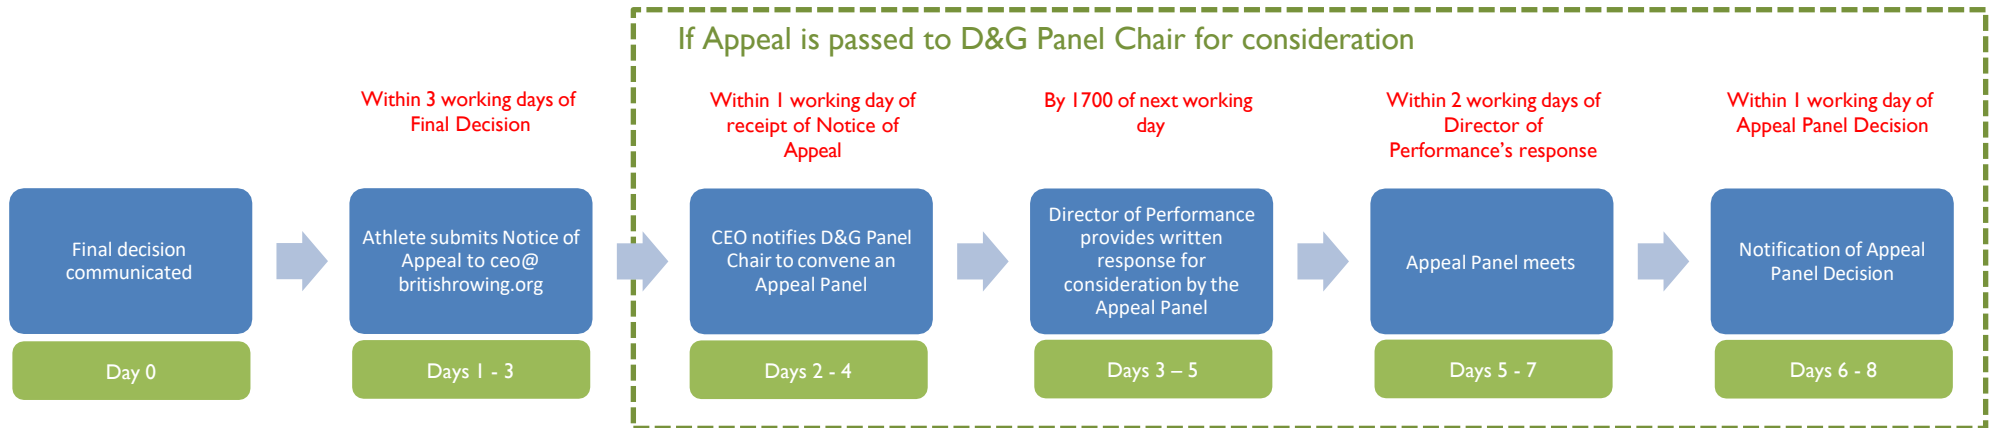 If Appeal is passed to D&G Panel Chair for consideration
Within 3 working days of
Final Decision
Within 1 working day of
receipt of Notice of
Appeal
By 1700 of next working
day
Within 2 working days of
Director of
Performance’s response
Within 1 working day of
Appeal Panel Decision
Final decision
communicated
Athlete submits Notice of
Appeal to ceo@
britishrowing.org
CEO notifies D&G Panel
Chair to convene an
Appeal Panel
Director of Performance
provides written
response for
consideration by the
Appeal Panel
Appeal Panel meets
Notification of Appeal
Panel Decision
Day 0
Days 1 - 3
Days 2 - 4
Days 3 – 5
Days 5 - 7
Days 6 - 8